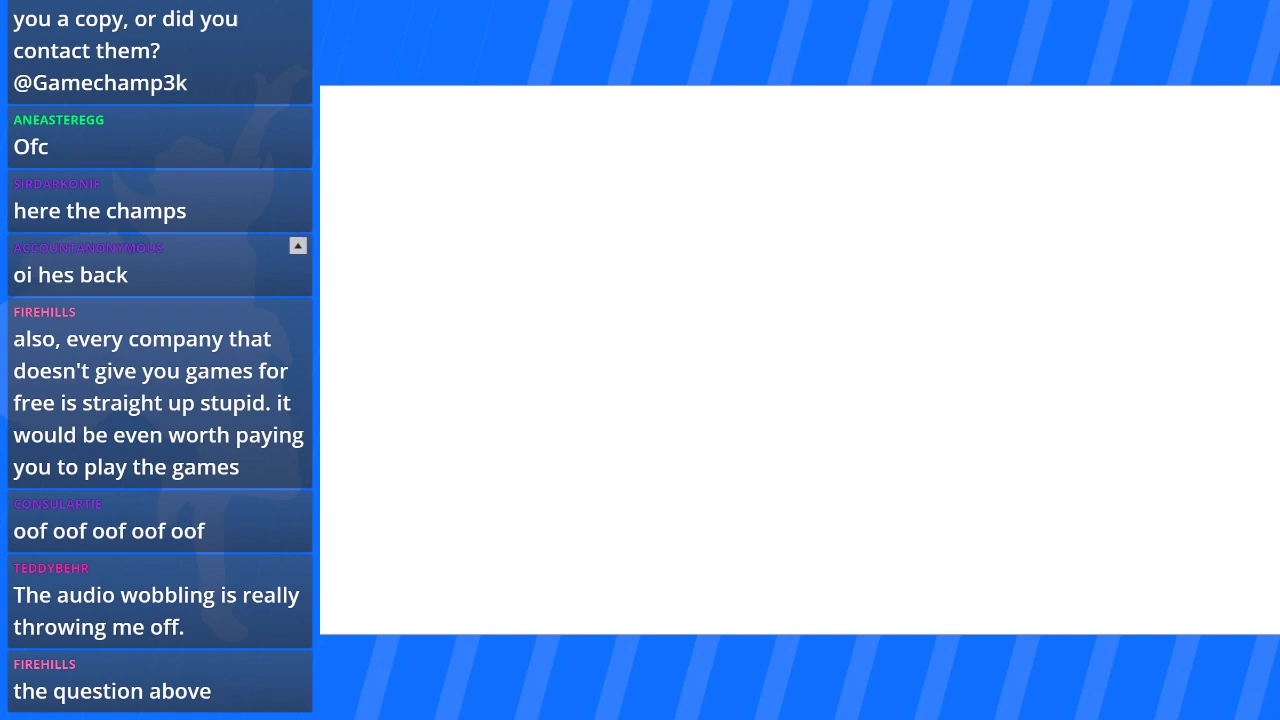 you a copy, or did you
contact them?
@Gamechamp3k
ANEASTEREGG
Ofc
SIRDARKONIF
here the champs
ACCOUNTANONYMOUS
oi hes back
FIREHILLS
also, every company that
doesn't give you games for
free is straight up stupid. it
would be even worth paying
you to play the games
CONSULARTIE
oof oof oof oof oof
TEDDYBEHR
The audio wobbling is really
throwing me off.
FIREHILLS
the question above